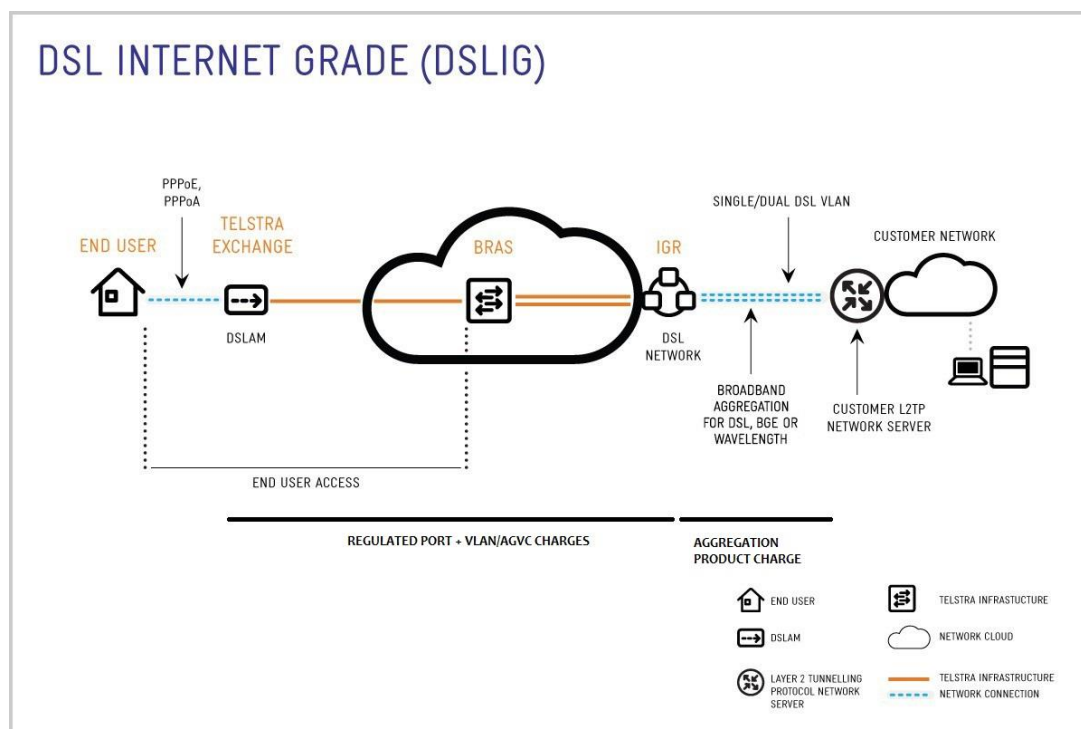 DSL INTERNET GRADE (DSLIG)
PPPoE,
PPPoA
SINGLE/DUAL DSL VLAN
END USER
TELSTRA
EXCHANGE
BRAS
IGR
CUSTOMER NETWORK
DSLAM
DSL
NETWORK
BROADBAND
AGGREGATION
FOR DSL, BGE OR
WAVELENGTH
CUSTOMER L2TP
NETWORK SERVER
END USER ACCESS
REGULATED PORT + VLAN/AGVC CHARGES
AGGREGATION
PRODUCT CHARGE
END USER
TELSTRA INFRASTUCTURE
DSLAM
NETWORK CLOUD
LAYER 2 TUNNELLING
PROTOCOL NETWORK
SERVER
TELSTRA INFRASTRUCTURE
NETWORK CONNECTION